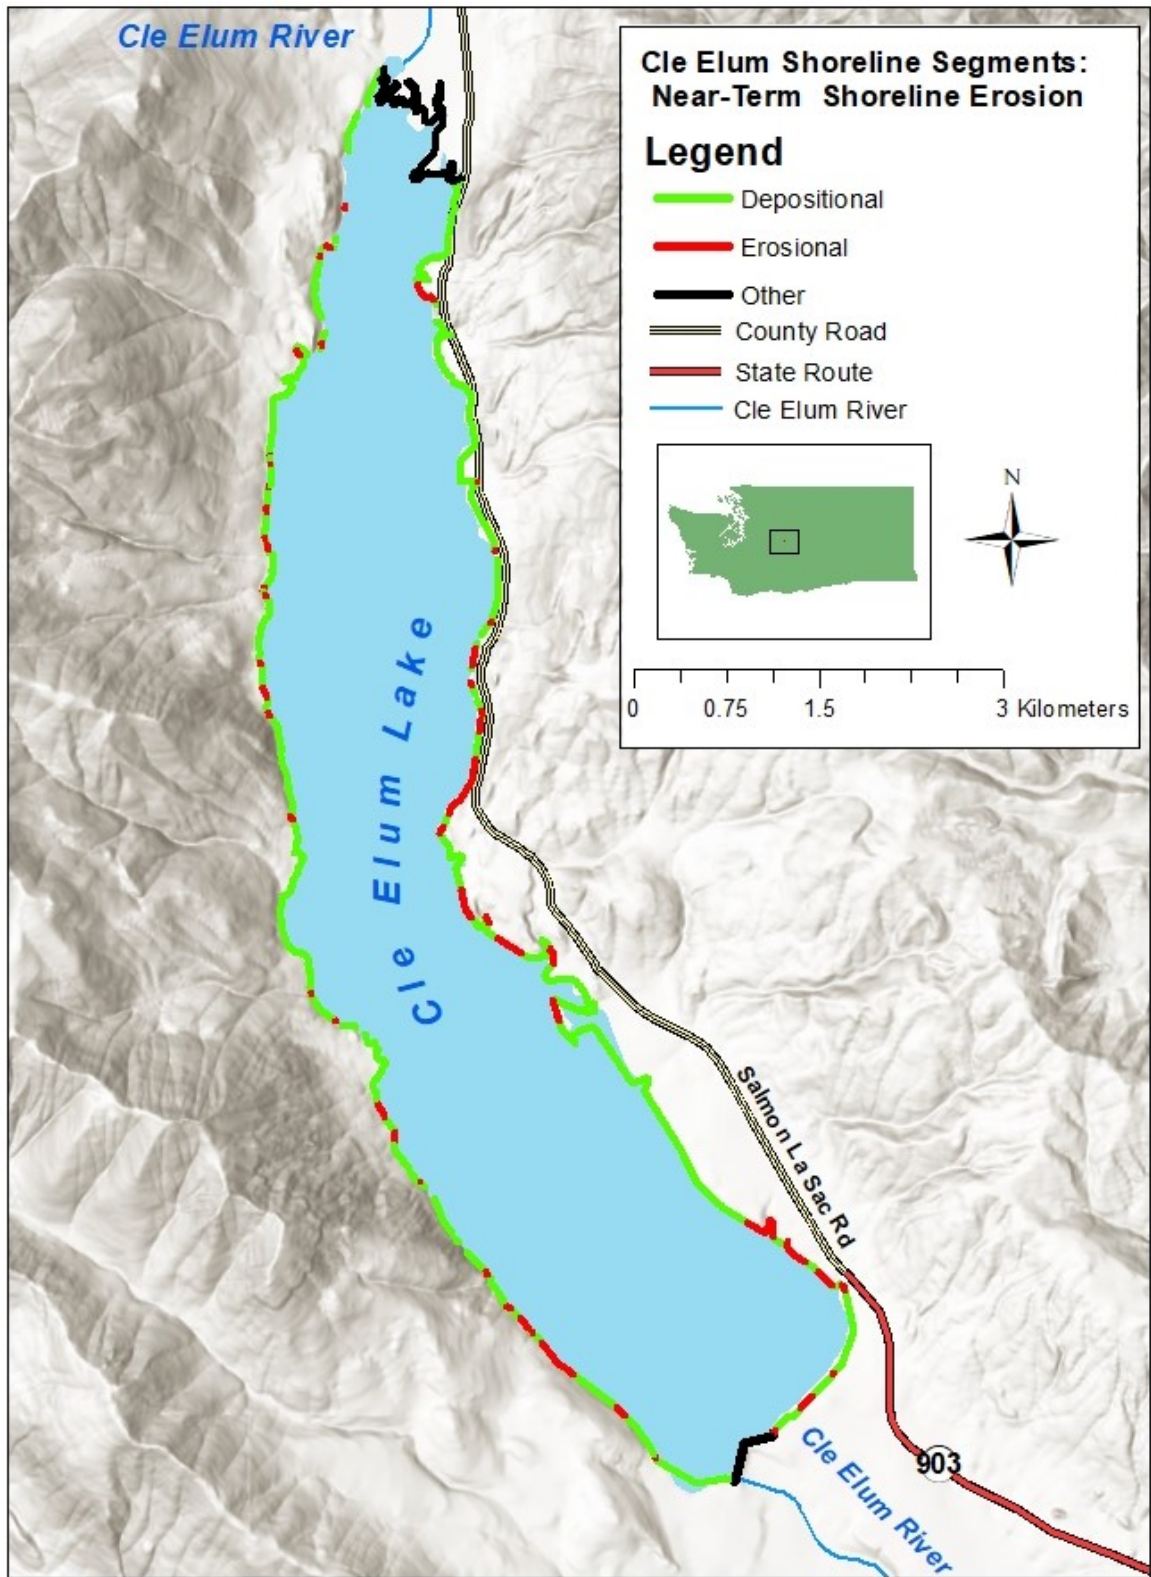 Cle Elum River
Cle Elum Shoreline Segments:
Near-Term Shoreline Erosion
Legend
Depositional
Erosional
Other
County Road
State Route
Cle Elum River
N
0 0.75 1.5 3 Kilometers
Cle Elum Lake
Salmon La Sac Rd
903
Cle Elum River